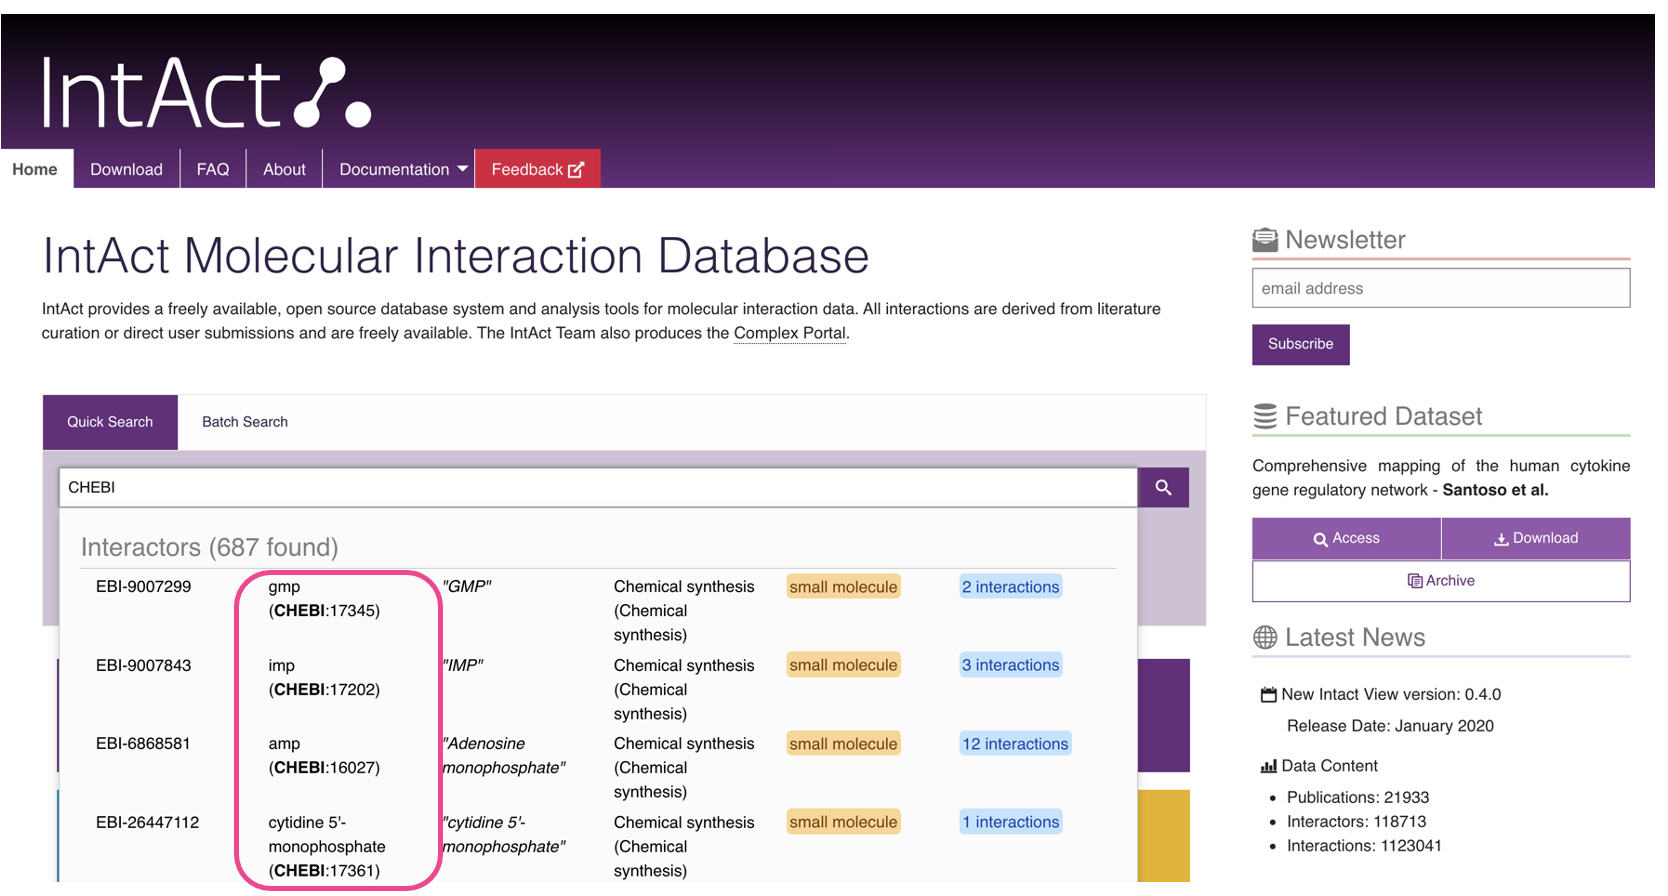 IntAct
Home Download FAQ About Documentation Feedback
IntAct Molecular Interaction Database
IntAct provides a freely available, open source database system and analysis tools for molecular interaction data. All interactions are derived from literature
curation or direct user submissions and are freely available. The IntAct Team also produces the Complex Portal.
Quick Search Batch Search
CHEBI
Interactors (687 found)
EBI-9007299 gmp "GMP" Chemical synthesis small molecule 2 interactions
(CHEBI:17345) (Chemical
synthesis)
EBI-9007843 imp "IMP" Chemical synthesis small molecule 3 interactions
(CHEBI:17202) (Chemical
synthesis)
EBI-6868581 amp "Adenosine Chemical synthesis small molecule 12 interactions
(CHEBI:16027) monophosphate" (Chemical
synthesis)
EBI-26447112 cytidine 5'- "cytidine 5'- Chemical synthesis small molecule 1 interactions
monophosphate monophosphate" (Chemical
(CHEBI:17361) synthesis)
Newsletter
email address
Subscribe
Featured Dataset
Comprehensive mapping of the human cytokine
gene regulatory network - Santoso et al.
Access Download
Archive
Latest News
New Intact View version: 0.4.0
Release Date: January 2020
Data Content
• Publications: 21933
• Interactors: 118713
• Interactions: 1123041